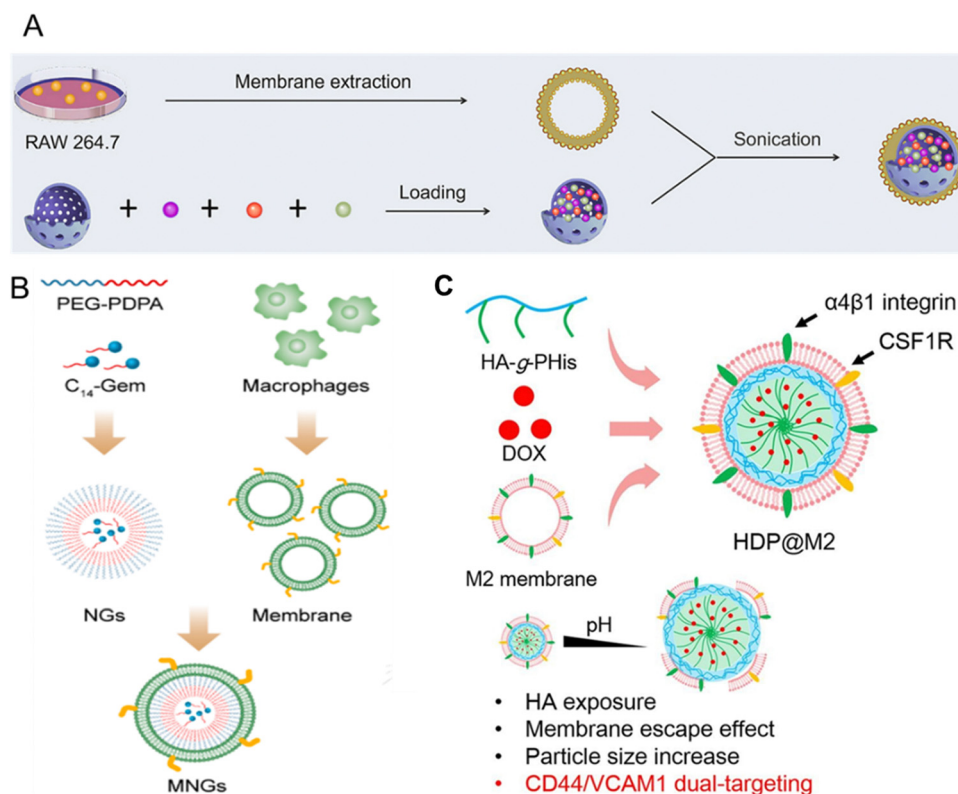 A
Membrane extraction
RAW 264.7
Sonication
Loading
+ + +
B
PEG-PDPA
C₁₄-Gem
Macrophages
NGs
Membrane
MNGs
C
HA-g-PHis
DOX
M2 membrane
α4β1 integrin
CSF1R
HDP@M2
pH
• HA exposure
• Membrane escape effect
• Particle size increase
• CD44/VCAM1 dual-targeting